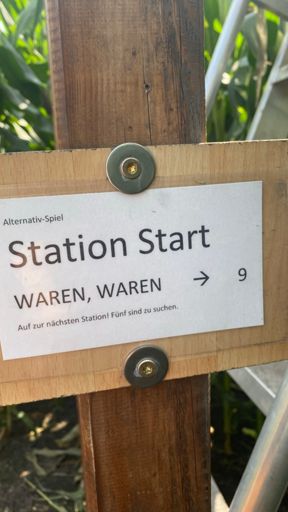 Alternativ-Spiel
Station Start
WAREN, WAREN → 9
Auf zur nächsten Station! Fünf sind zu suchen.